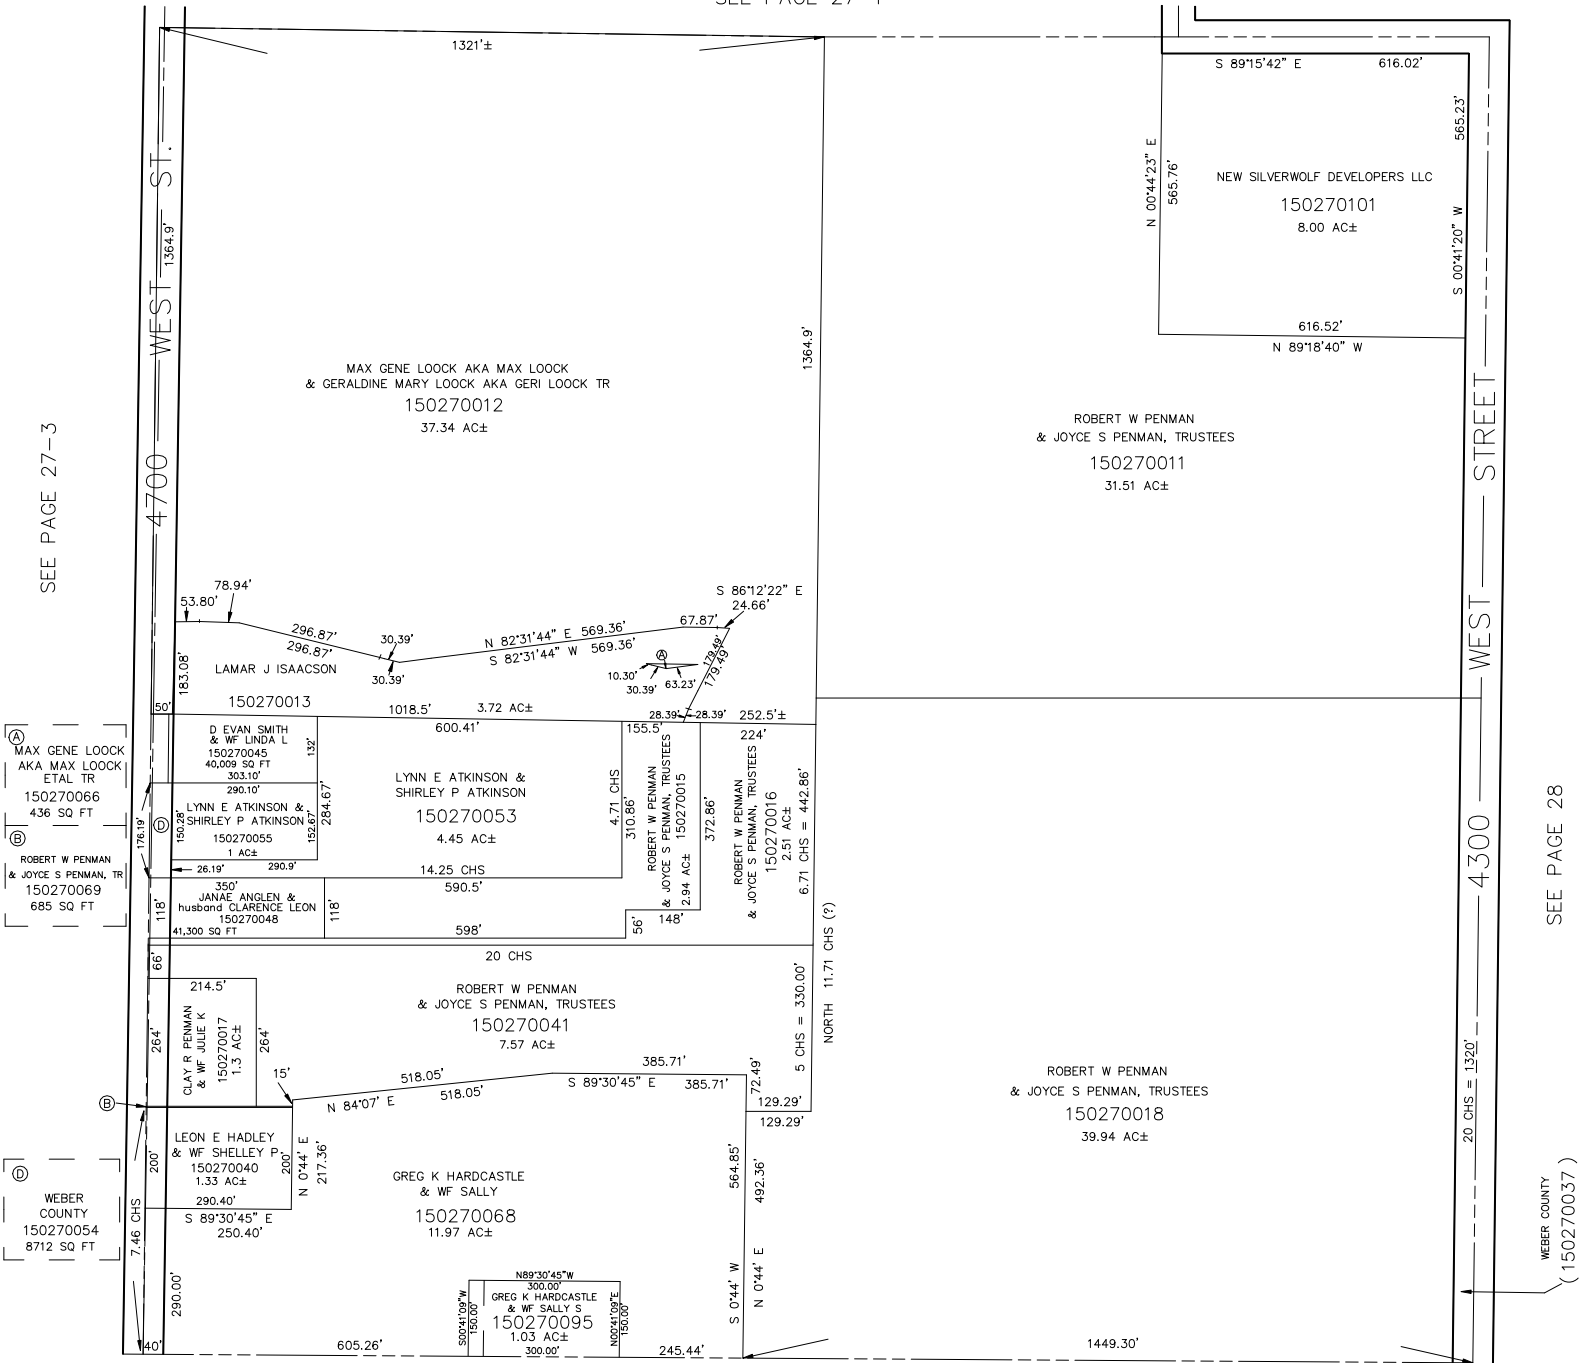 1321'±
S 89°15'42" E 616.02'
565.23'
N 00°44'23" E
565.76'
NEW SILVERWOLF DEVELOPERS LLC
150270101
8.00 AC±
S 00°41'20" W
616.52'
N 89°18'40" W
4700 WEST ST.
1364.9'
1364.9'
MAX GENE LOOCK AKA MAX LOOCK
& GERALDINE MARY LOOCK AKA GERI LOOCK TR
150270012
37.34 AC±
ROBERT W PENMAN
& JOYCE S PENMAN, TRUSTEES
150270011
31.51 AC±
SEE PAGE 27-3
4300 WEST STREET
SEE PAGE 28
78.94'
53.80'
296.87'
296.87'
30.39'
30.39'
N 82°31'44" E 569.36'
S 82°31'44" W 569.36'
67.87'
S 86°12'22" E
24.66'
179.49'
179.49'
A
10.30'
30.39'
63.23'
183.08'
LAMAR J ISAACSON
150270013
1018.5'
3.72 AC±
28.39'
28.39'
252.5'±
50'
600.41'
155.5'
224'
D EVAN SMITH
& WF LINDA L
150270045
40,009 SQ FT
303.10'
132'
290.10'
LYNN E ATKINSON &
SHIRLEY P ATKINSON
150270055
1 AC±
290.9'
150.28'
152.67'
284.67'
176.19'
D
26.19'
LYNN E ATKINSON &
SHIRLEY P ATKINSON
150270053
4.45 AC±
14.25 CHS
590.5'
4.71 CHS
310.86'
ROBERT W PENMAN
& JOYCE S PENMAN, TRUSTEES
150270015
2.94 AC±
372.86'
ROBERT W PENMAN
& JOYCE S PENMAN, TRUSTEES
150270016
2.51 AC±
6.71 CHS = 442.86'
350'
JANAE ANGLEN &
husband CLARENCE LEON
150270048
41,300 SQ FT
118'
118'
598'
56'
148'
NORTH 11.71 CHS (?)
A
MAX GENE LOOCK
AKA MAX LOOCK
ETAL TR
150270066
436 SQ FT
B
ROBERT W PENMAN
& JOYCE S PENMAN, TR
150270069
685 SQ FT
66'
20 CHS
214.5'
ROBERT W PENMAN
& JOYCE S PENMAN, TRUSTEES
150270041
7.57 AC±
5 CHS = 330.00'
264'
CLAY R PENMAN
& WF JULIE K
150270017
1.3 AC±
264'
15'
B
N 84°07' E
518.05'
518.05'
385.71'
S 89°30'45" E 385.71'
72.49'
129.29'
129.29'
ROBERT W PENMAN
& JOYCE S PENMAN, TRUSTEES
150270018
39.94 AC±
20 CHS = 1320'
LEON E HADLEY
& WF SHELLEY P
150270040
1.33 AC±
290.40'
200'
200'
N 0°44' E
217.36'
S 89°30'45" E
250.40'
GREG K HARDCASTLE
& WF SALLY
150270068
11.97 AC±
564.85'
492.36'
S 0°44' W
N 0°44' E
D
WEBER
COUNTY
150270054
8712 SQ FT
7.46 CHS
290.00'
N89°30'45"W
300.00'
GREG K HARDCASTLE
& WF SALLY S
150270095
1.03 AC±
300.00'
S00°41'09"W
150.00'
N00°41'09"E
150.00'
WEBER COUNTY
( 150270037 )
40'
605.26'
245.44'
1449.30'